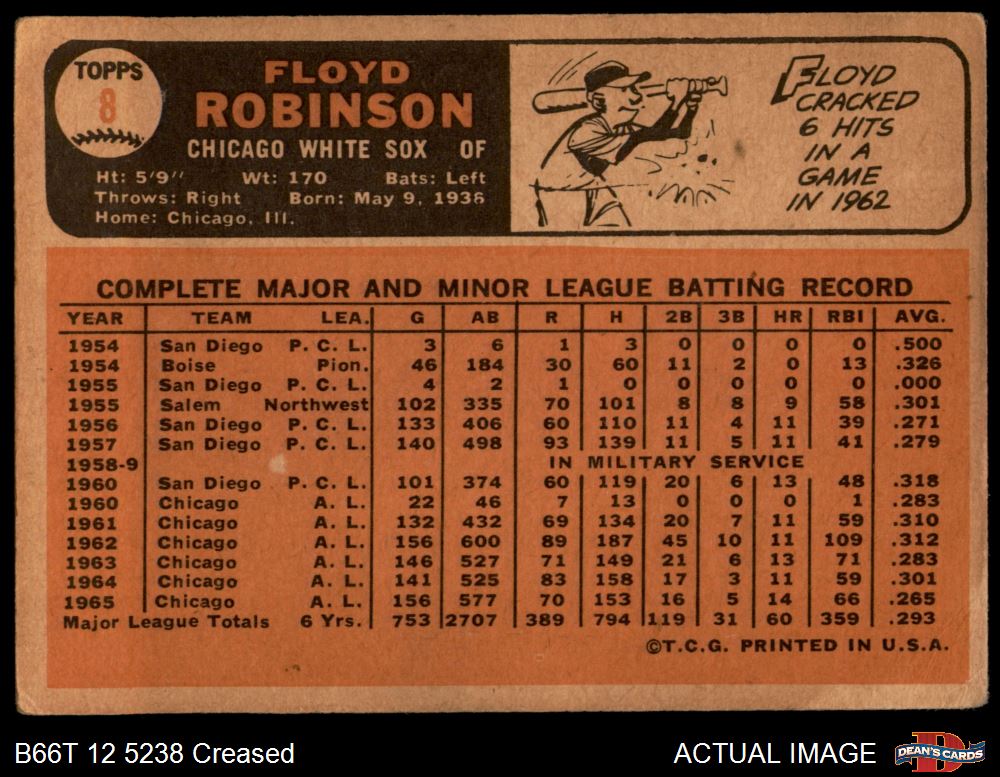 TOPPS
8
FLOYD
ROBINSON
CHICAGO WHITE SOX OF
Ht: 5'9" Wt: 170 Bats: Left
Throws: Right Born: May 9, 1936
Home: Chicago, Ill.
FLOYD
CRACKED
6 HITS
IN A
GAME
IN 1962
COMPLETE MAJOR AND MINOR LEAGUE BATTING RECORD
YEAR TEAM LEA. G AB R H 2B 3B HR RBI AVG.
1954 San Diego P. C. L. 3 6 1 3 0 0 0 0 .500
1954 Boise Pion. 46 184 30 60 11 2 0 13 .326
1955 San Diego P. C. L. 4 2 1 0 0 0 0 0 .000
1955 Salem Northwest 102 335 70 101 8 8 9 58 .301
1956 San Diego P. C. L. 133 406 60 110 11 4 11 39 .271
1957 San Diego P. C. L. 140 498 93 139 11 5 11 41 .279
1958-9 IN MILITARY SERVICE
1960 San Diego P. C. L. 101 374 60 119 20 6 13 48 .318
1960 Chicago A. L. 22 46 7 13 0 0 0 1 .283
1961 Chicago A. L. 132 432 69 134 20 7 11 59 .310
1962 Chicago A. L. 156 600 89 187 45 10 11 109 .312
1963 Chicago A. L. 146 527 71 149 21 6 13 71 .283
1964 Chicago A. L. 141 525 83 158 17 3 11 59 .301
1965 Chicago A. L. 156 577 70 153 16 5 14 66 .265
Major League Totals 6 Yrs. 753 2707 389 794 119 31 60 359 .293
©T.C.G. PRINTED IN U.S.A.
B66T 12 5238 Creased
ACTUAL IMAGE
DEAN'S CARDS